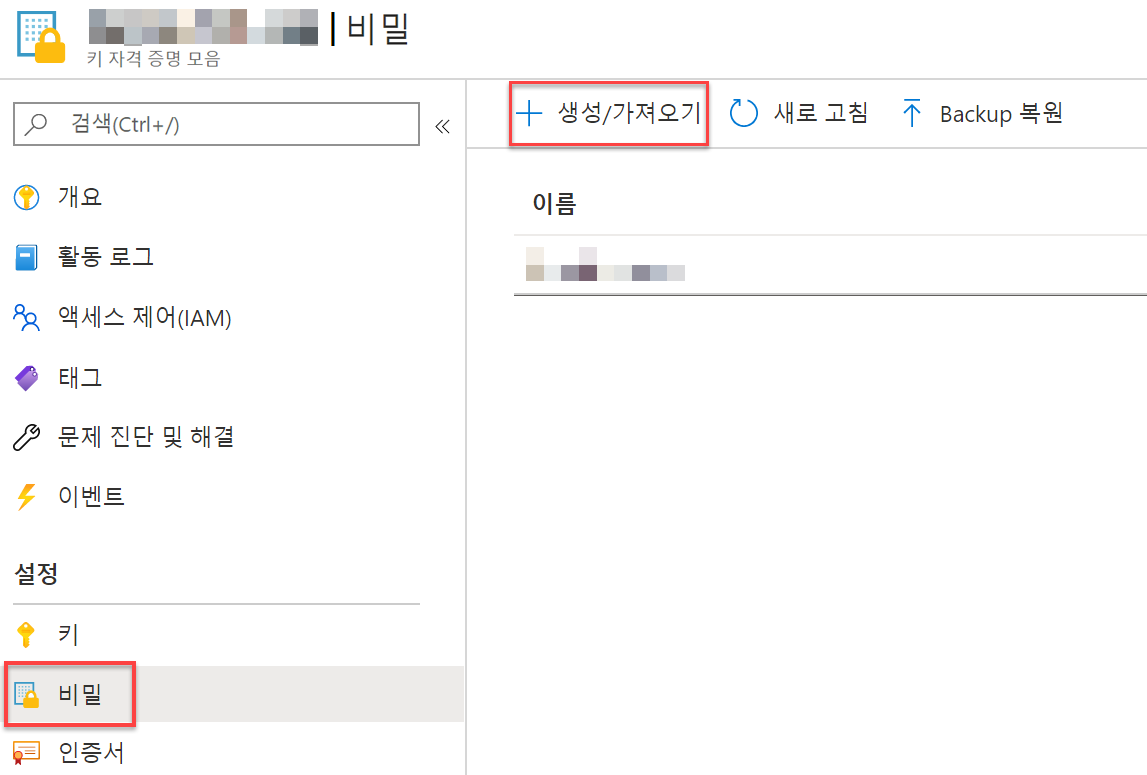 | 비밀
키 자격 증명 모음
검색(Ctrl+/)
생성/가져오기
새로 고침
Backup 복원
개요
활동 로그
액세스 제어(IAM)
태그
문제 진단 및 해결
이벤트
설정
키
비밀
인증서
이름